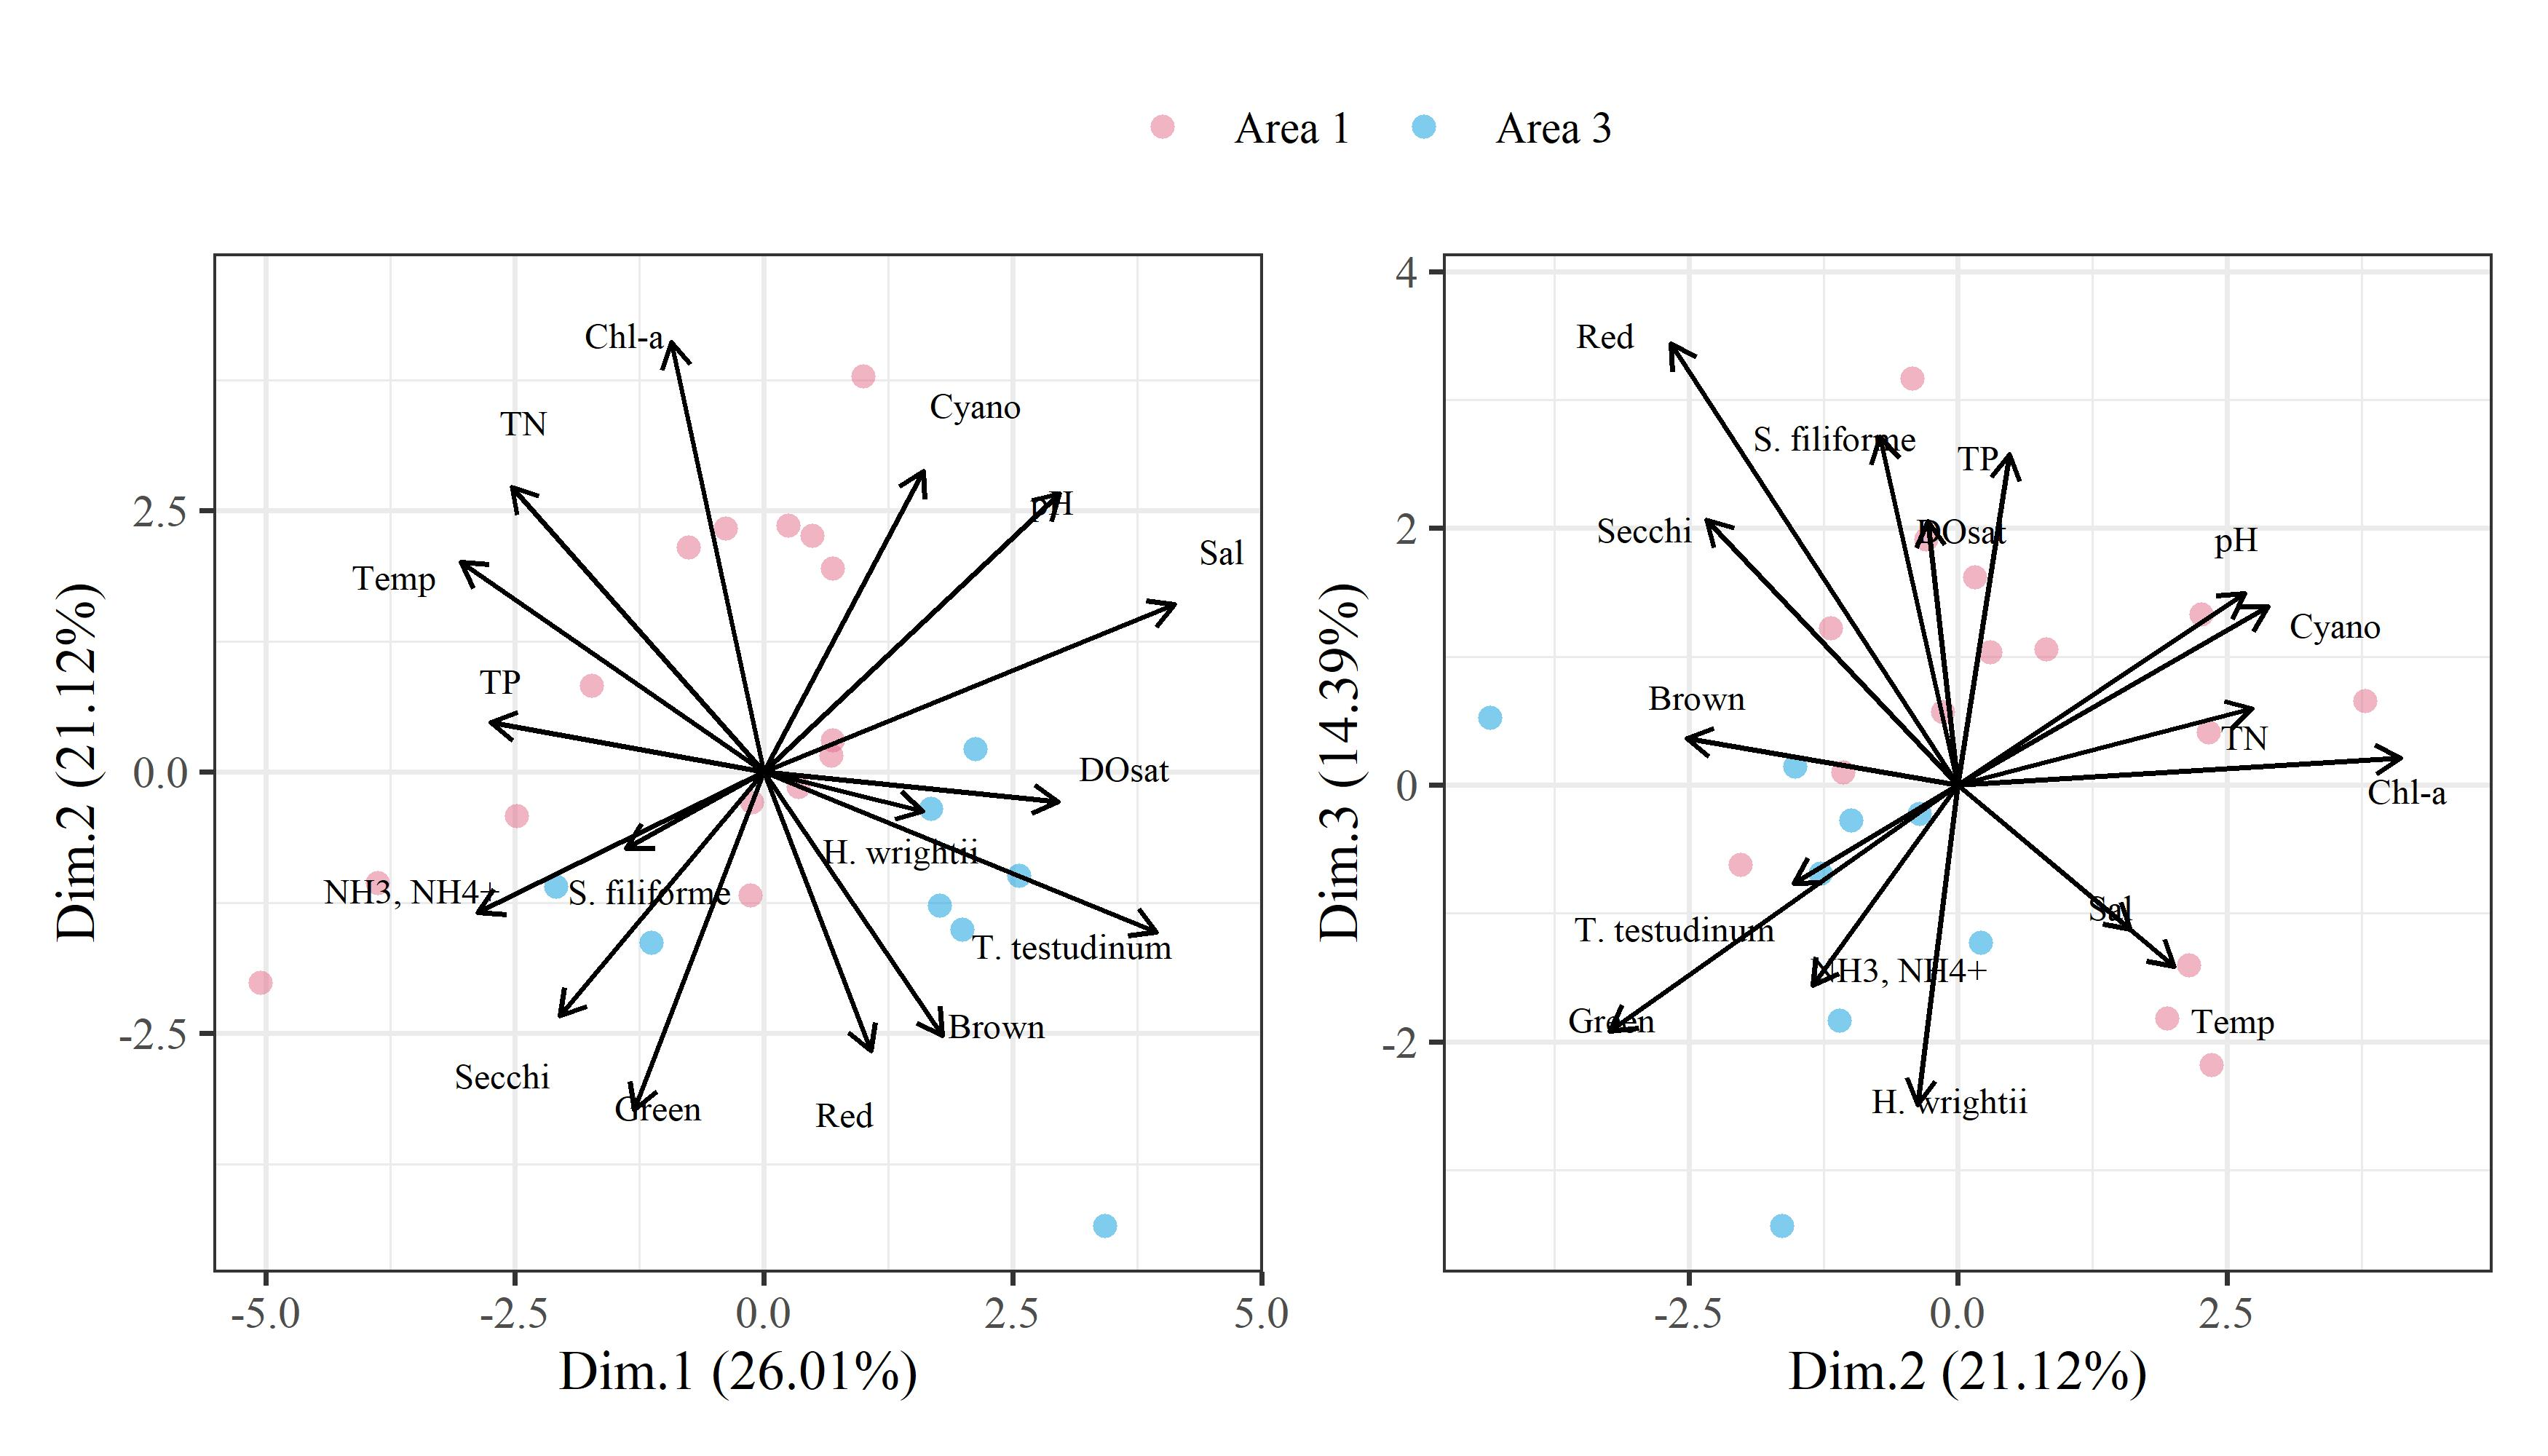 Area 1 Area 3
Chl-a
Cyano
TN
pH
Sal
Temp
TP
DOsat
H. wrightii
NH3, NH4+
S. filiforme
T. testudinum
Brown
Secchi
Green
Red
2.5
0.0
-2.5
-5.0 -2.5 0.0 2.5 5.0
Dim.1 (26.01%)
Dim.2 (21.12%)
Red
S. filiforme
TP
Secchi
DOsat
pH
Cyano
Brown
TN
Chl-a
Sal
T. testudinum
NH3, NH4+
Green
Temp
H. wrightii
4
2
0
-2
-2.5 0.0 2.5
Dim.2 (21.12%)
Dim.3 (14.39%)